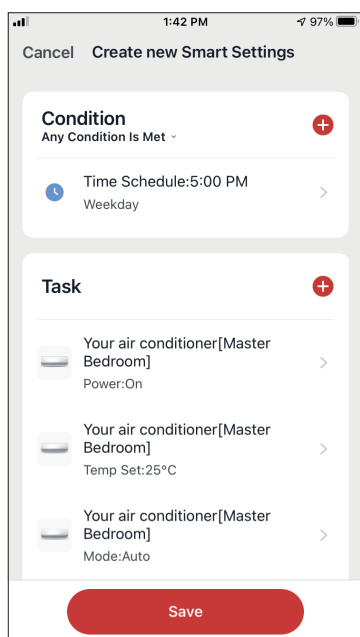 1:42 PM
97%
Cancel Create new Smart Settings
Condition
Any Condition Is Met
Time Schedule:5:00 PM
Weekday
Task
Your air conditioner[Master
Bedroom]
Power:On
Your air conditioner[Master
Bedroom]
Temp Set:25°C
Your air conditioner[Master
Bedroom]
Mode:Auto
Save